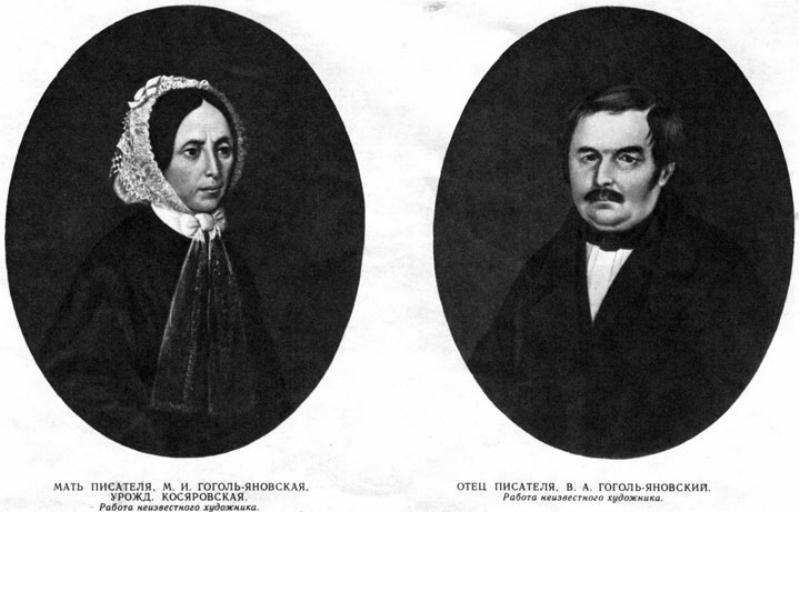 МАТЬ ПИСАТЕЛЯ, М. И. ГОГОЛЬ-ЯНОВСКАЯ,
УРОЖД. КОСЯРОВСКАЯ.
Работа неизвестного художника.
ОТЕЦ ПИСАТЕЛЯ, В. А. ГОГОЛЬ-ЯНОВСКИЙ.
Работа неизвестного художника.